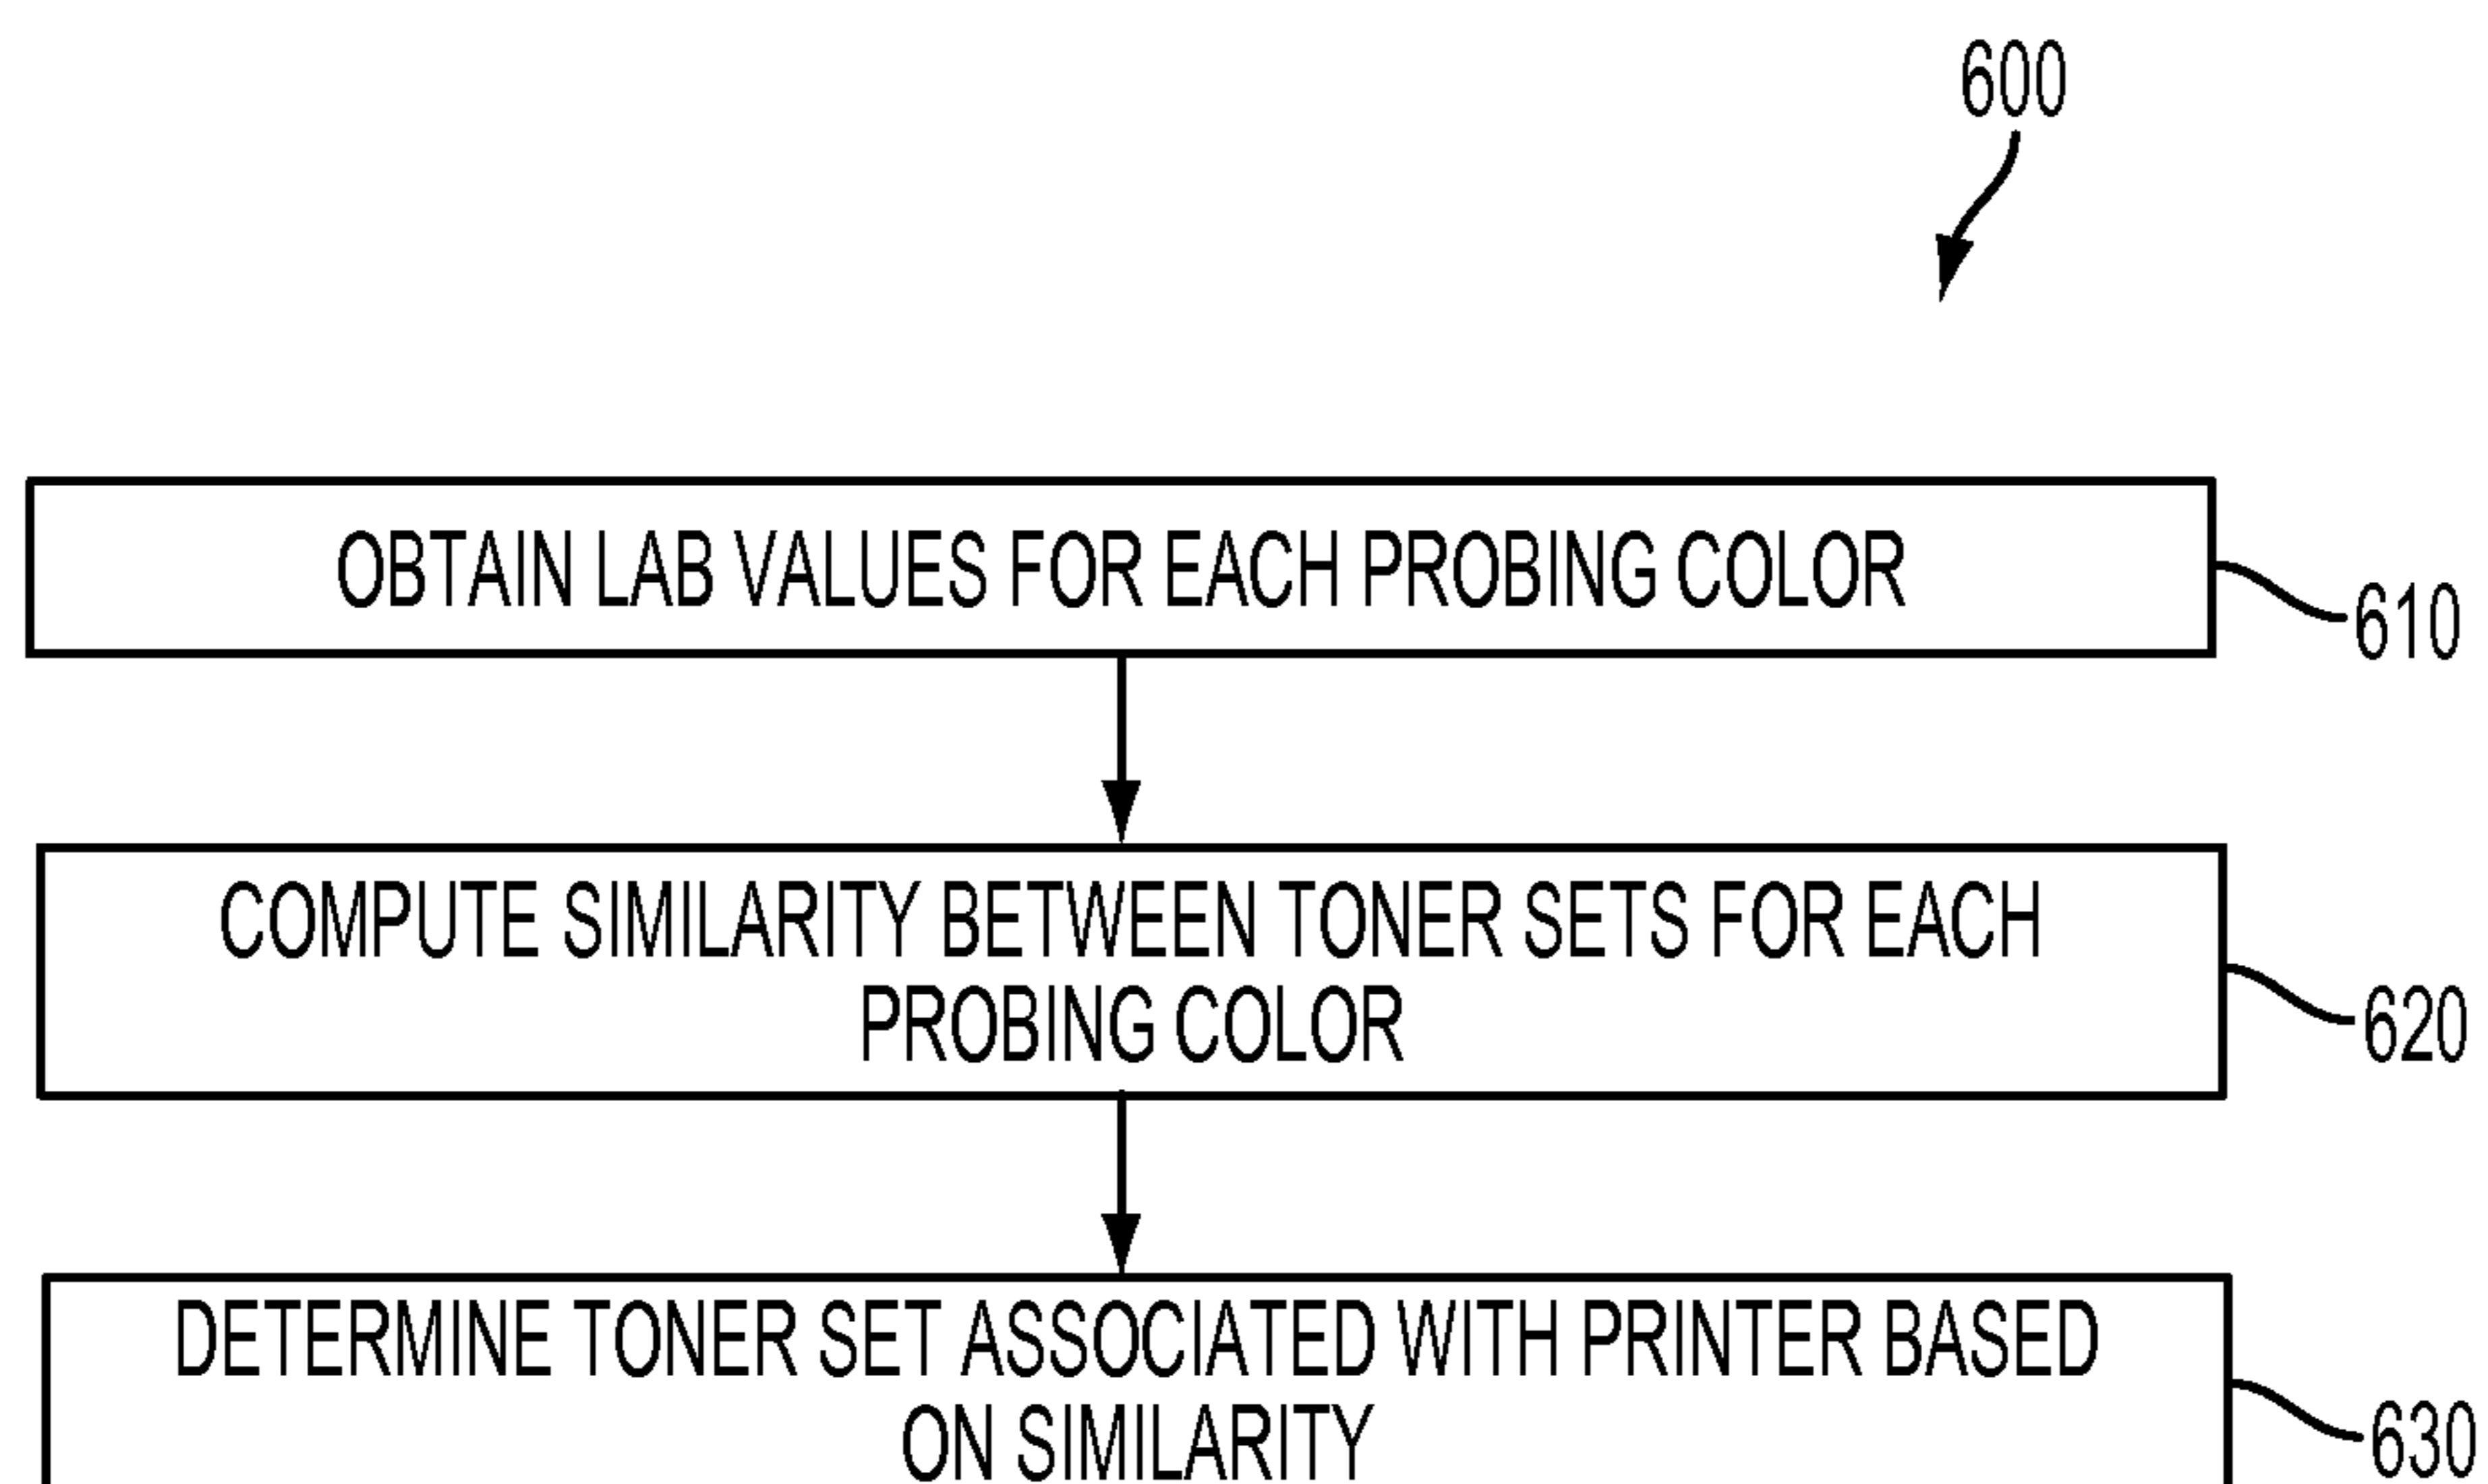 600
OBTAIN LAB VALUES FOR EACH PROBING COLOR
610
COMPUTE SIMILARITY BETWEEN TONER SETS FOR EACH
PROBING COLOR
620
DETERMINE TONER SET ASSOCIATED WITH PRINTER BASED
ON SIMILARITY
630